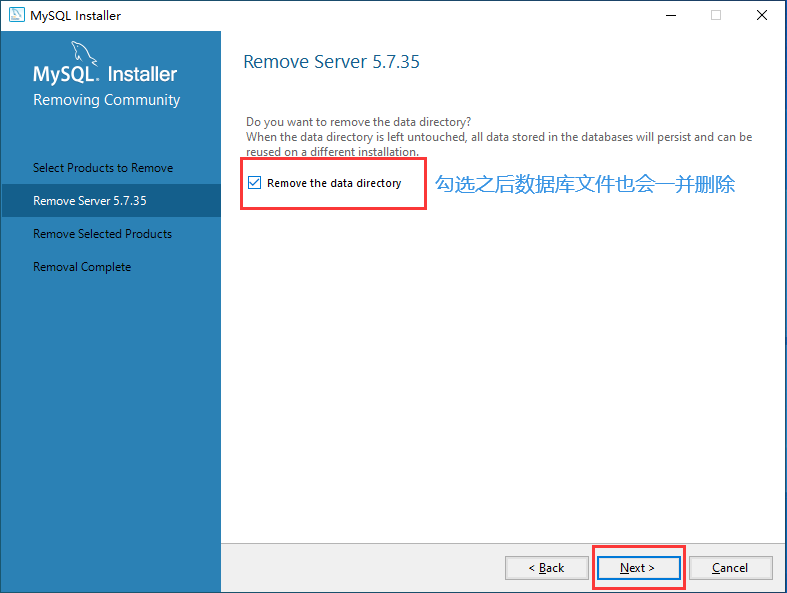 MySQL Installer
MySQL. Installer
Removing Community
Select Products to Remove
Remove Server 5.7.35
Remove Selected Products
Removal Complete
Remove Server 5.7.35
Do you want to remove the data directory?
When the data directory is left untouched, all data stored in the databases will persist and can be
reused on a different installation.
Remove the data directory
勾选之后数据库文件也会一并删除
< Back
Next >
Cancel